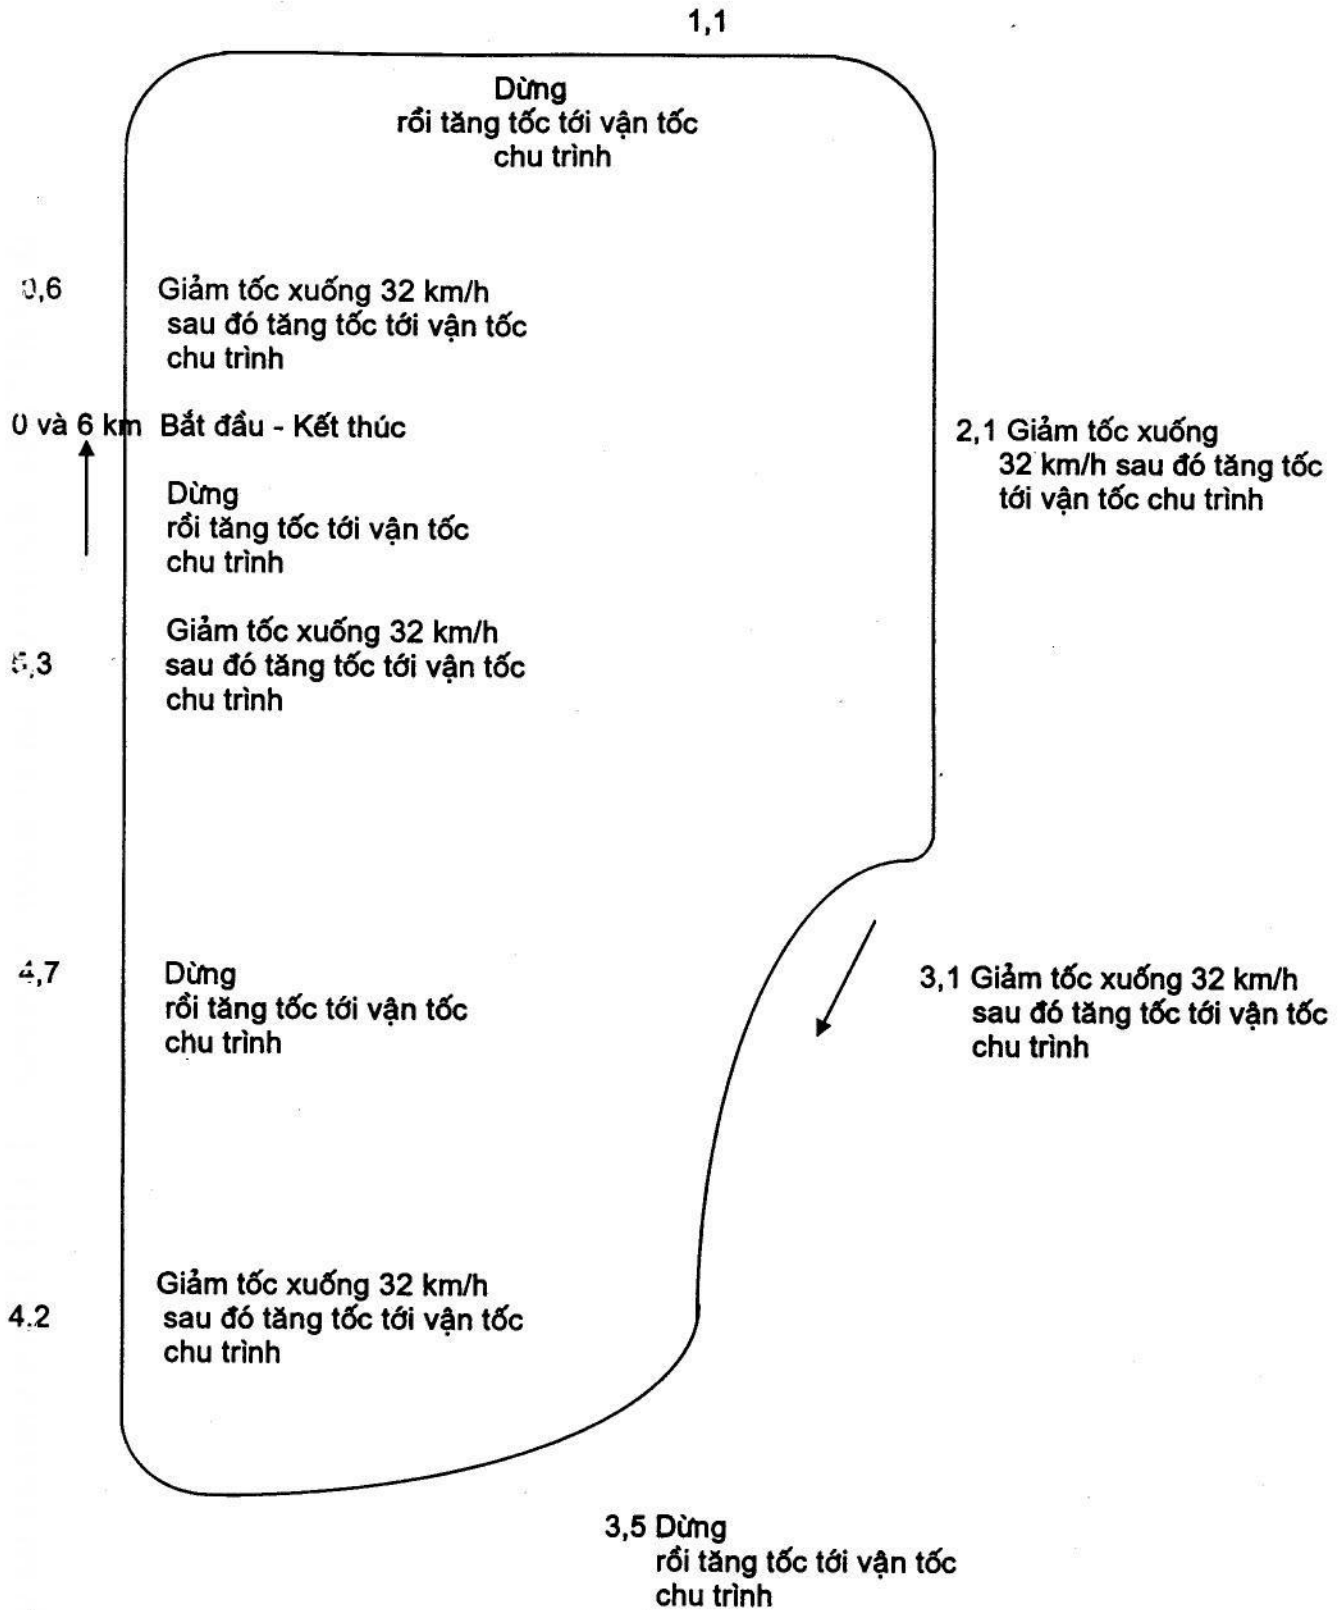 1,1
Dừng
rồi tăng tốc tới vận tốc
chu trình
0,6
Giảm tốc xuống 32 km/h
sau đó tăng tốc tới vận tốc
chu trình
0 và 6 km Bắt đầu - Kết thúc
2,1 Giảm tốc xuống
32 km/h sau đó tăng tốc
tới vận tốc chu trình
Dừng
rồi tăng tốc tới vận tốc
chu trình
5,3
Giảm tốc xuống 32 km/h
sau đó tăng tốc tới vận tốc
chu trình
4,7
Dừng
rồi tăng tốc tới vận tốc
chu trình
3,1 Giảm tốc xuống 32 km/h
sau đó tăng tốc tới vận tốc
chu trình
4.2
Giảm tốc xuống 32 km/h
sau đó tăng tốc tới vận tốc
chu trình
3,5 Dừng
rồi tăng tốc tới vận tốc
chu trình